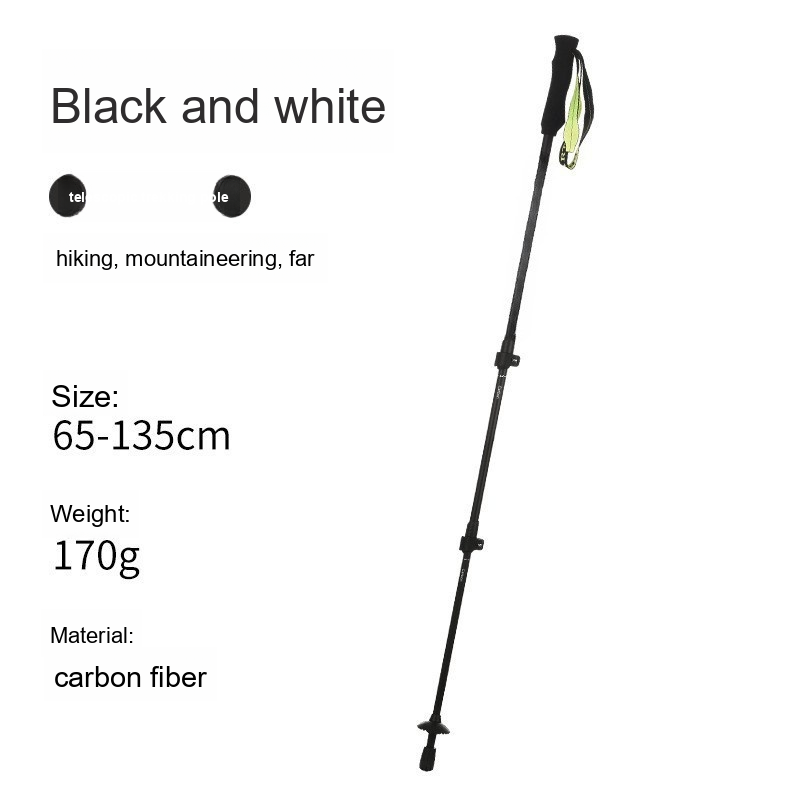 Black and white
hiking, mountaineering, far
Size:
65-135cm
Weight:
170g
Material:
carbon fiber